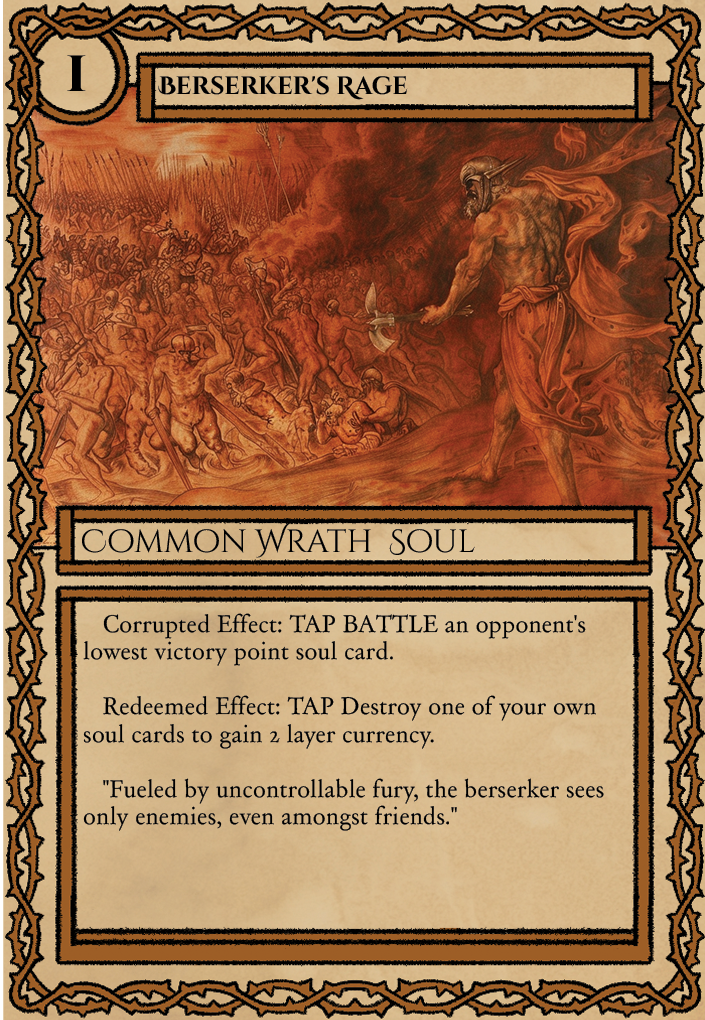 I
Berserker's Rage
Common Wrath Soul
Corrupted Effect: TAP BATTLE an opponent's
lowest victory point soul card.
Redeemed Effect: TAP Destroy one of your own
soul cards to gain 2 layer currency.
"Fueled by uncontrollable fury, the berserker sees
only enemies, even amongst friends."